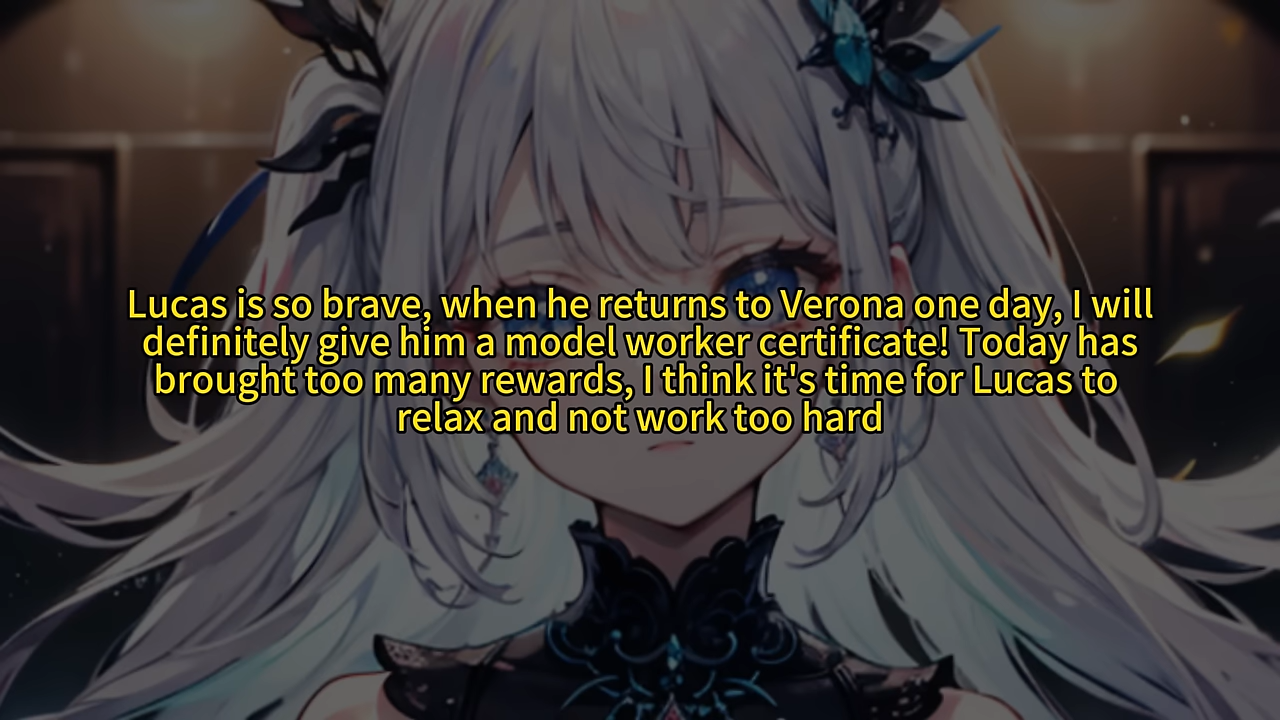 Lucas is so brave, when he returns to Verona one day, I will
definitely give him a model worker certificate! Today has
brought too many rewards, I think it's time for Lucas to
relax and not work too hard